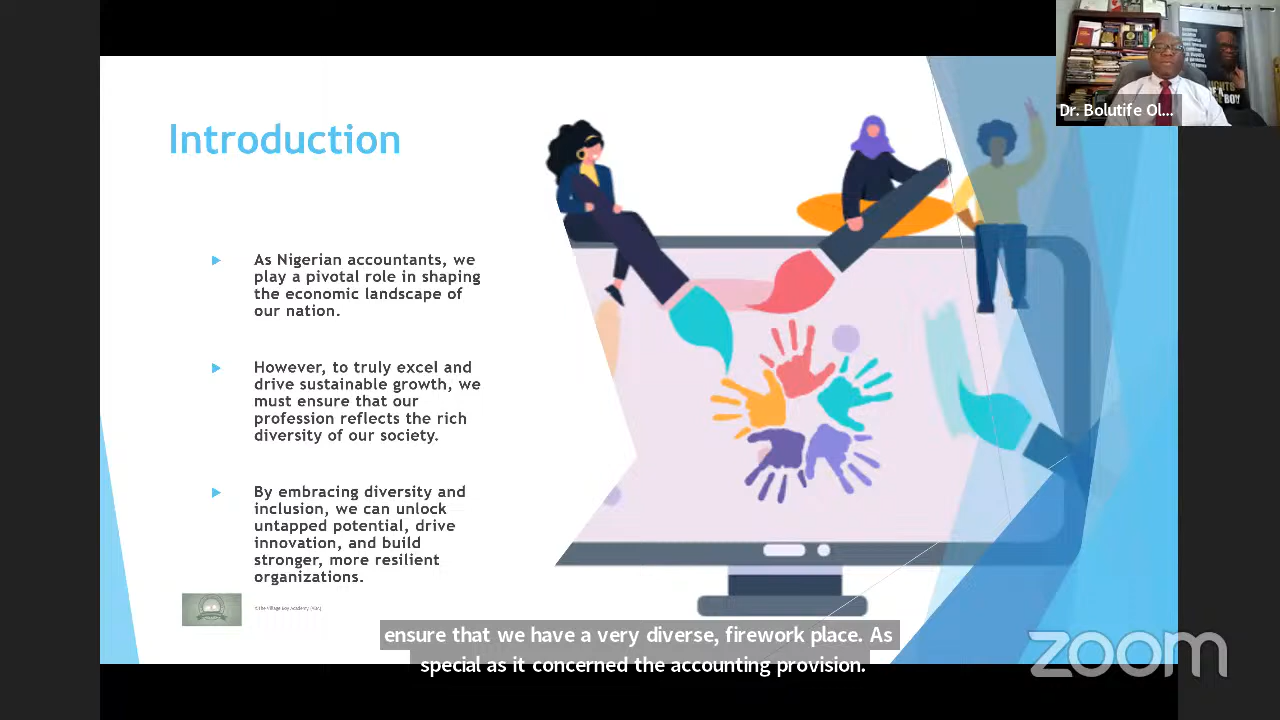 Introduction
As Nigerian accountants, we
play a pivotal role in shaping
the economic landscape of
our nation.
However, to truly excel and
drive sustainable growth, we
must ensure that our
profession reflects the rich
diversity of our society.
By embracing diversity and
inclusion, we can unlock
untapped potential, drive
innovation, and build
stronger, more resilient
organizations.
Village Boy Academy
ensure that we have a very diverse, firework place. As
special as it concerned the accounting provision.
Dr. Bolutife Ol...
zoom